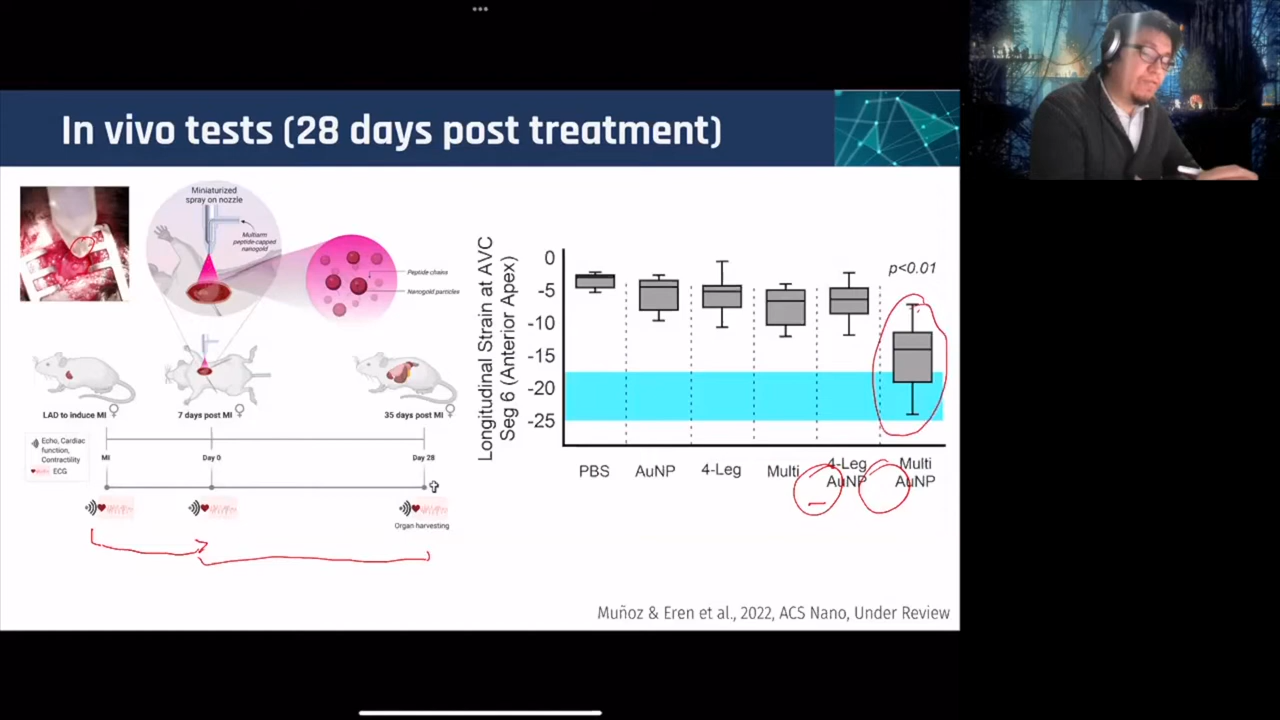 In vivo tests (28 days post treatment)
Miniaturized
spray on nozzle
Multiarm
peptide-capped
nanogold
Peptide chains
Nanogold particles
LAD to induce MI ♀
7 days post MI ♀
35 days post MI ♀
Echo, Cardiac
function,
Contractility
ECG
MI
Day 0
Day 28
Organ harvesting
Longitudinal Strain at AVC
Seg 6 (Anterior Apex)
0
-5
-10
-15
-20
-25
p<0.01
PBS
AuNP
4-Leg
Multi
4-Leg
AuNP
Multi
AuNP
Muñoz & Eren et al., 2022, ACS Nano, Under Review